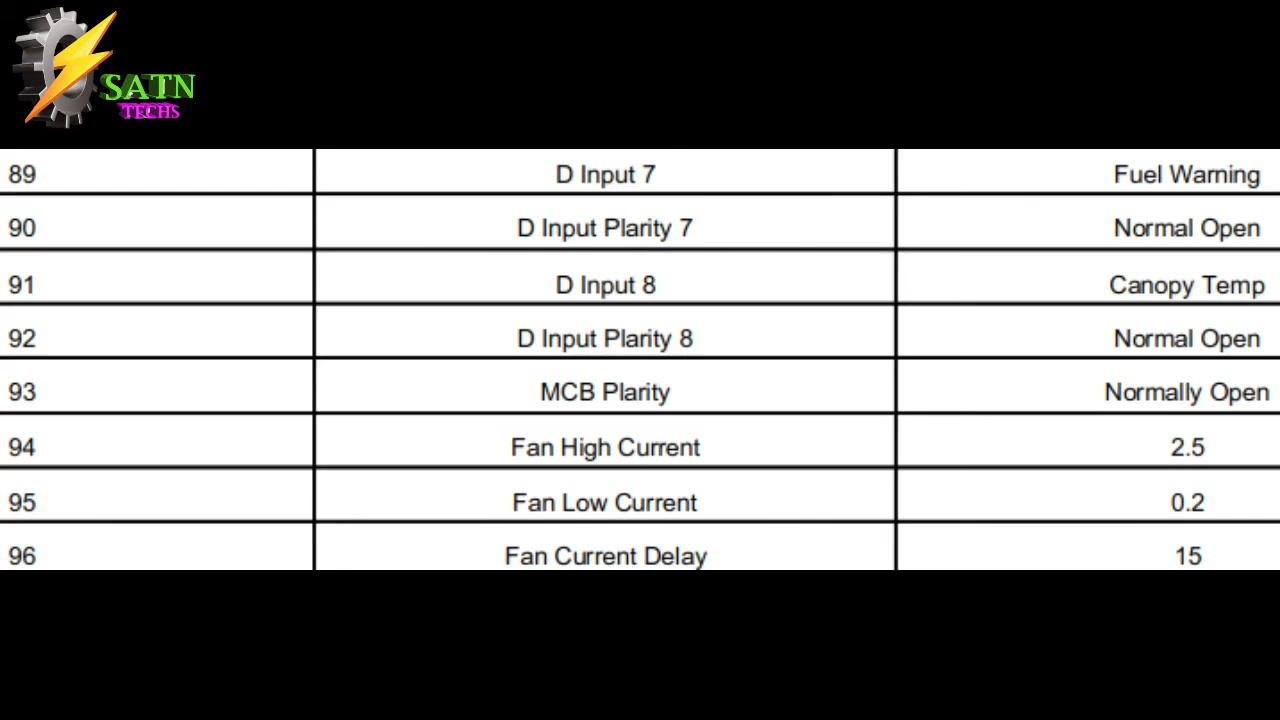 SATN
TECHS
89 D Input 7 Fuel Warning
90 D Input Plarity 7 Normal Open
91 D Input 8 Canopy Temp
92 D Input Plarity 8 Normal Open
93 MCB Plarity Normally Open
94 Fan High Current 2.5
95 Fan Low Current 0.2
96 Fan Current Delay 15